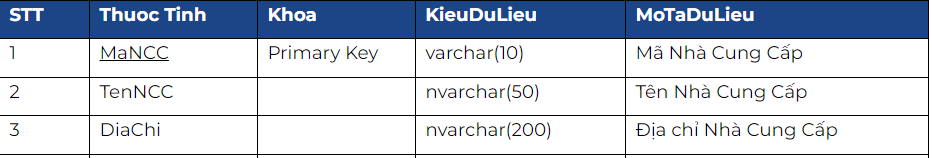 STT Thuoc Tinh Khoa KieuDuLieu MoTaDuLieu
1 MaNCC Primary Key varchar(10) Mã Nhà Cung Cấp
2 TenNCC nvarchar(50) Tên Nhà Cung Cấp
3 DiaChi nvarchar(200) Địa chỉ Nhà Cung Cấp